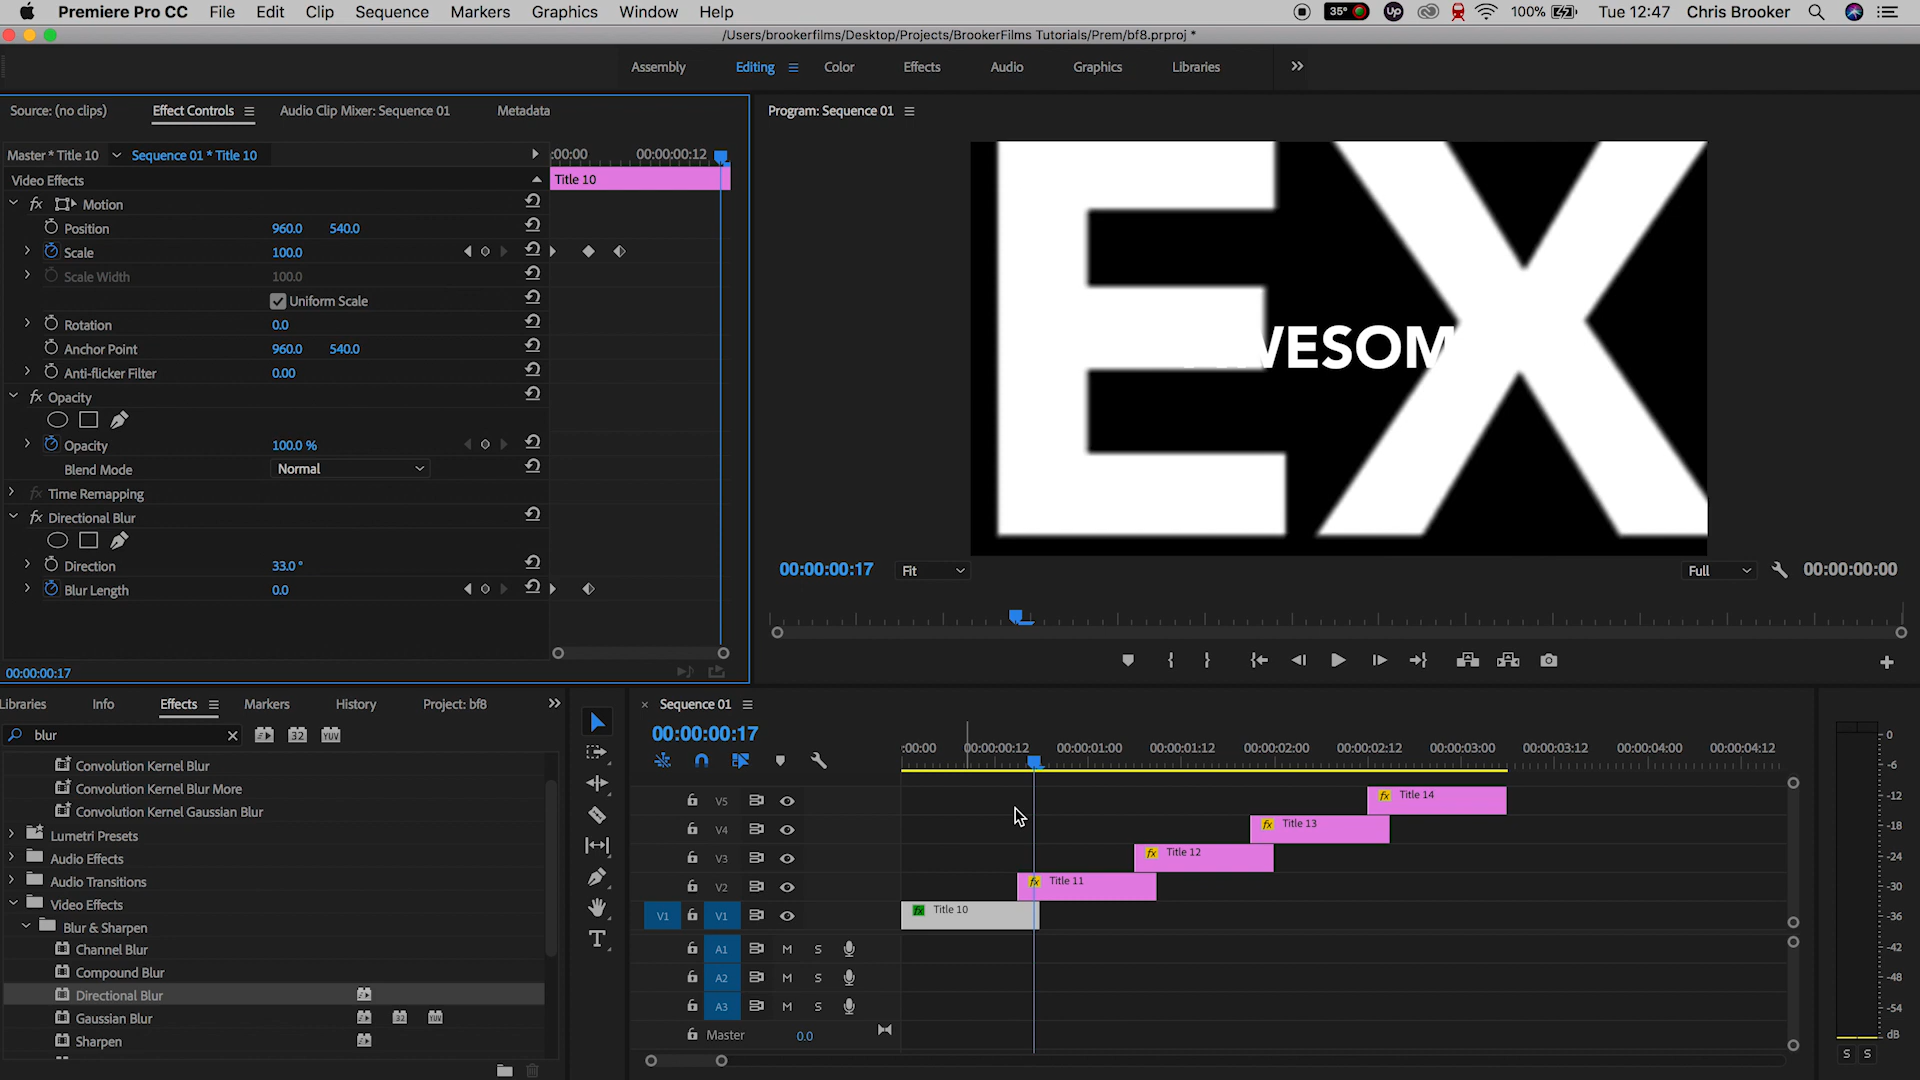 Premiere Pro CC File Edit Clip Sequence Markers Graphics Window Help 35° Up 100% Tue 12:47 Chris Brooker
/Users/brookerfilms/Desktop/Projects/BrookerFilms Tutorials/Prem/bf8.prproj *
Assembly Editing Color Effects Audio Graphics Libraries
Source: (no clips) Effect Controls Audio Clip Mixer: Sequence 01 Metadata
Program: Sequence 01
Master * Title 10 Sequence 01 * Title 10 :00:00 00:00:00:12
Video Effects Title 10
fx Motion
Position 960.0 540.0
Scale 100.0
Scale Width 100.0
Uniform Scale
Rotation 0.0
Anchor Point 960.0 540.0
Anti-flicker Filter 0.00
fx Opacity
Opacity 100.0 %
Blend Mode Normal
fx Time Remapping
fx Directional Blur
Direction 33.0 °
Blur Length 0.0
00:00:00:17
EX
WESOM
00:00:00:17 Fit Full 00:00:00:00
Libraries Info Effects Markers History Project: bf8
blur 32 YUV
Convolution Kernel Blur
Convolution Kernel Blur More
Convolution Kernel Gaussian Blur
Lumetri Presets
Audio Effects
Audio Transitions
Video Effects
Blur & Sharpen
Channel Blur
Compound Blur
Directional Blur
Gaussian Blur 32 YUV
Sharpen
Sequence 01
00:00:00:17
:00:00 00:00:00:12 00:00:01:00 00:00:01:12 00:00:02:00 00:00:02:12 00:00:03:00 00:00:03:12 00:00:04:00 00:00:04:12
V5 fx Title 14
V4 fx Title 13
V3 fx Title 12
V2 fx Title 11
V1 V1 fx Title 10
A1 M S
A2 M S
A3 M S
Master 0.0
0
-6
-12
-18
-24
-30
-36
-42
-48
-54
dB
S S